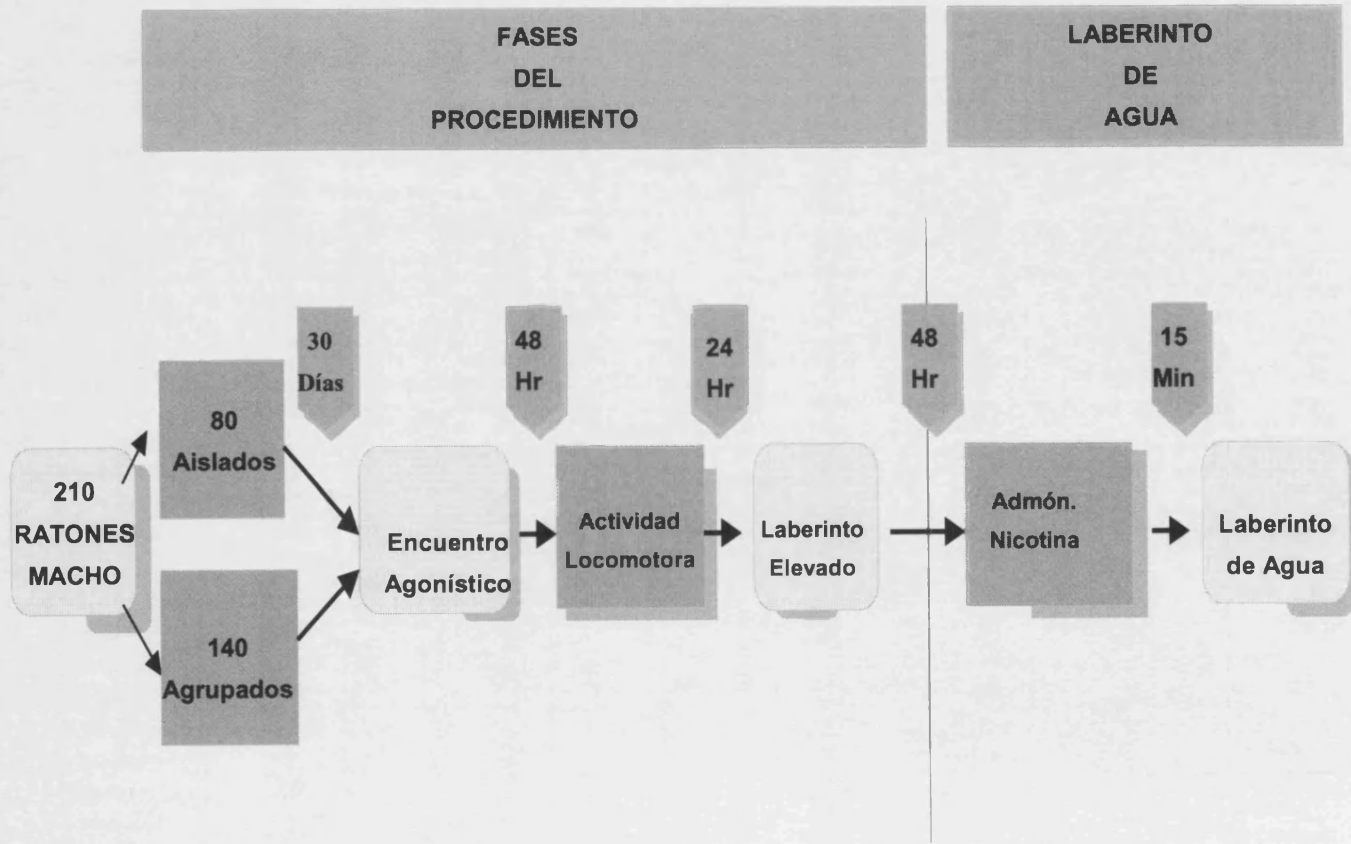 FASES
DEL
PROCEDIMIENTO
LABERINTO
DE
AGUA
30
Días
48
Hr
24
Hr
48
Hr
15
Min
210
RATONES
MACHO
80
Aislados
140
Agrupados
Encuentro
Agonístico
Actividad
Locomotora
Laberinto
Elevado
Admón.
Nicotina
Laberinto
de Agua